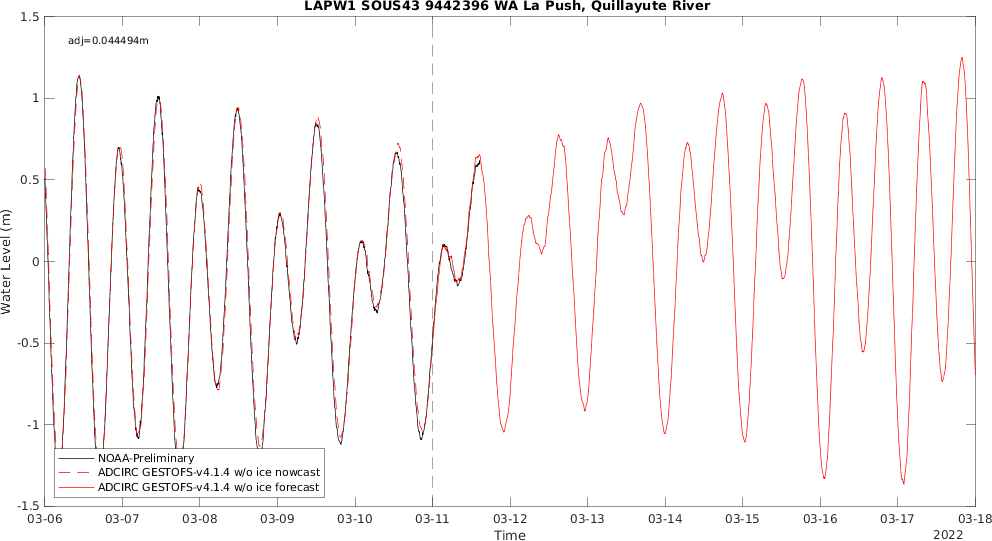 LAPW1 SOUS43 9442396 WA La Push, Quillayute River
adj=0.044494m
Water Level (m)
1.5
1
0.5
0
-0.5
-1
-1.5
NOAA-Preliminary
ADCIRC GESTOFS-v4.1.4 w/o ice nowcast
ADCIRC GESTOFS-v4.1.4 w/o ice forecast
03-06 03-07 03-08 03-09 03-10 03-11 03-12 03-13 03-14 03-15 03-16 03-17 03-18
Time
2022